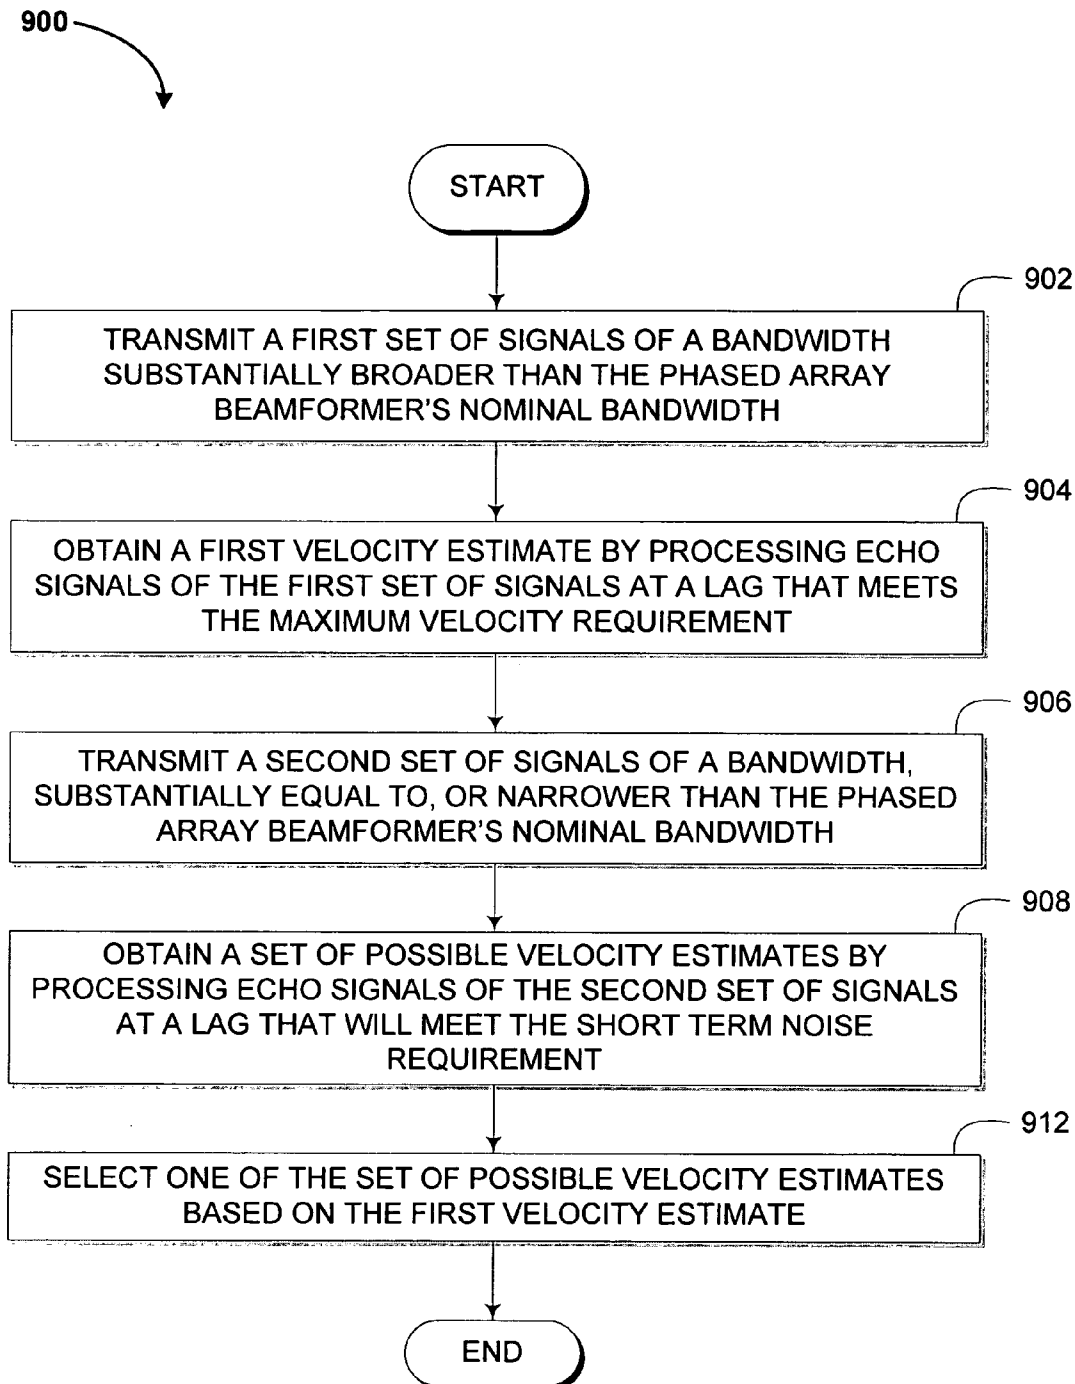 900
START
902
TRANSMIT A FIRST SET OF SIGNALS OF A BANDWIDTH
SUBSTANTIALLY BROADER THAN THE PHASED ARRAY
BEAMFORMER'S NOMINAL BANDWIDTH
904
OBTAIN A FIRST VELOCITY ESTIMATE BY PROCESSING ECHO
SIGNALS OF THE FIRST SET OF SIGNALS AT A LAG THAT MEETS
THE MAXIMUM VELOCITY REQUIREMENT
906
TRANSMIT A SECOND SET OF SIGNALS OF A BANDWIDTH,
SUBSTANTIALLY EQUAL TO, OR NARROWER THAN THE PHASED
ARRAY BEAMFORMER'S NOMINAL BANDWIDTH
908
OBTAIN A SET OF POSSIBLE VELOCITY ESTIMATES BY
PROCESSING ECHO SIGNALS OF THE SECOND SET OF SIGNALS
AT A LAG THAT WILL MEET THE SHORT TERM NOISE
REQUIREMENT
912
SELECT ONE OF THE SET OF POSSIBLE VELOCITY ESTIMATES
BASED ON THE FIRST VELOCITY ESTIMATE
END